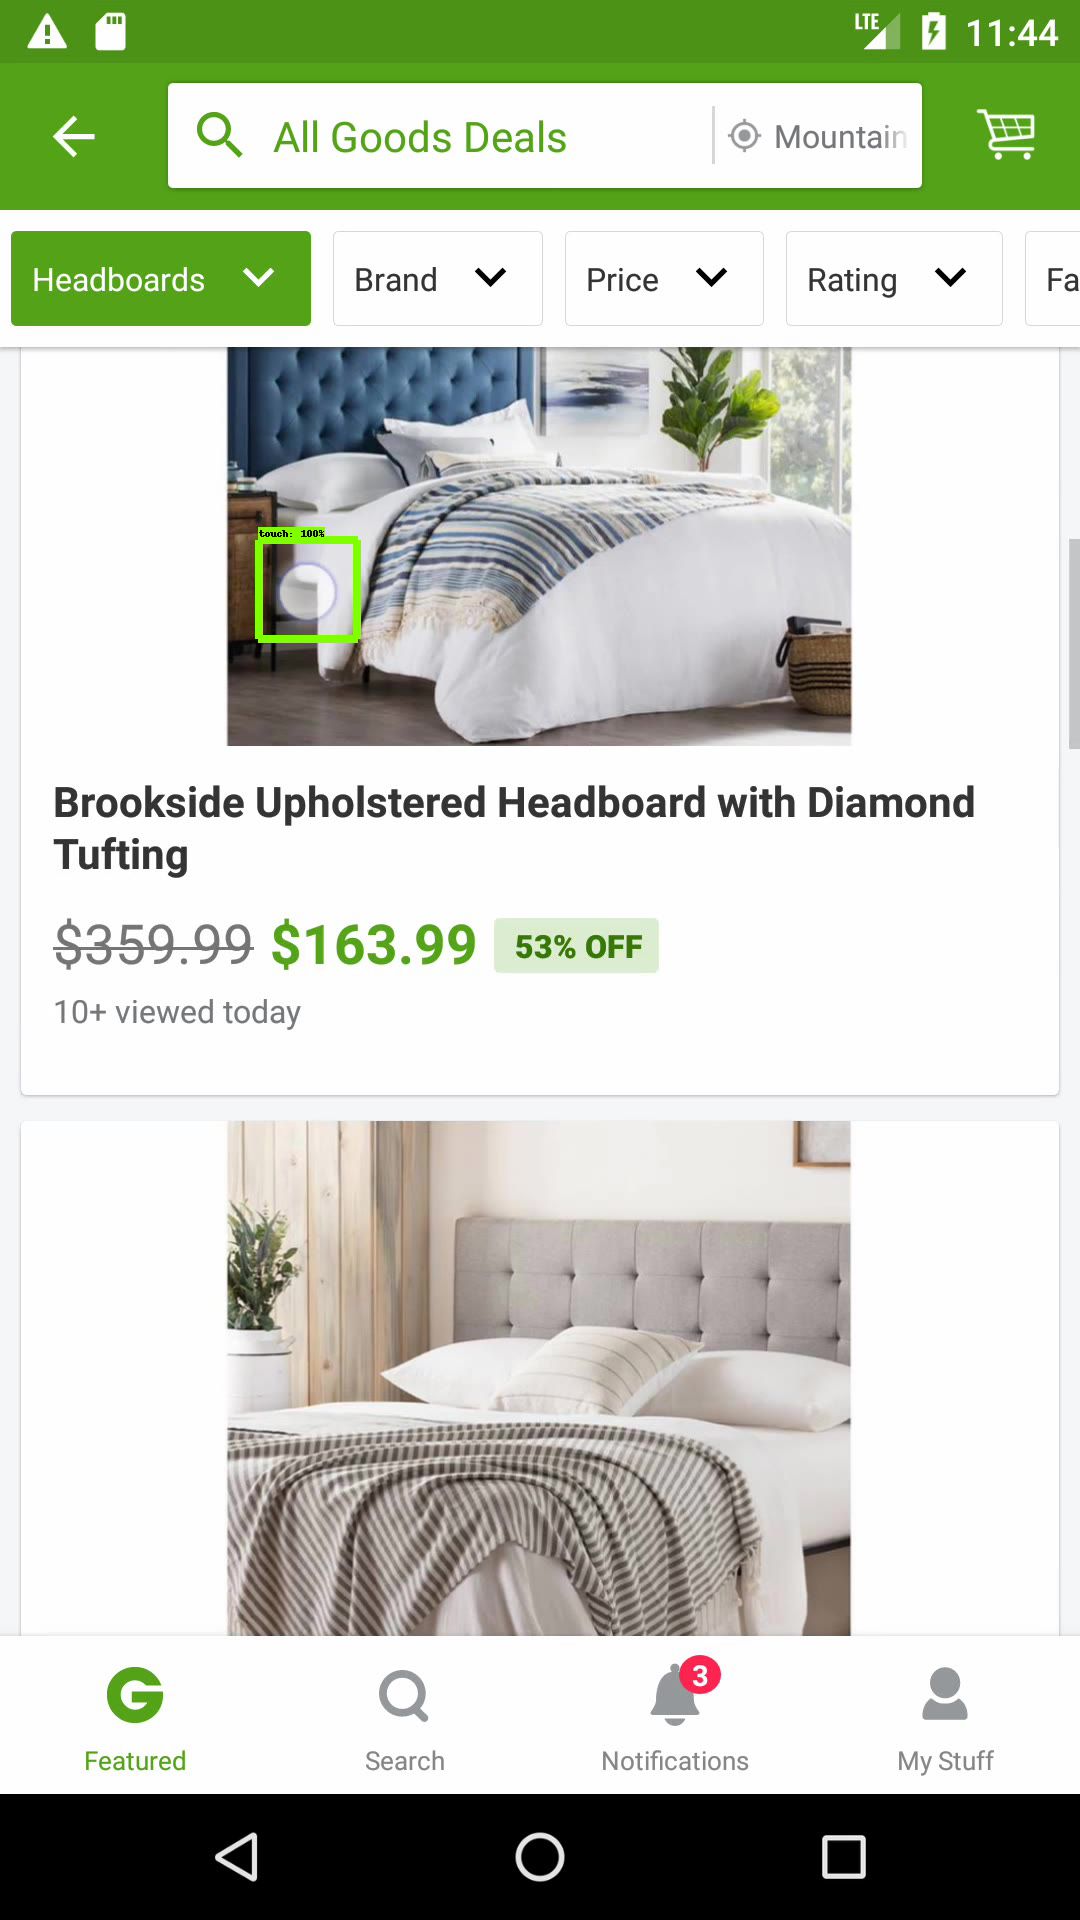 LTE 11:44
All Goods Deals Mountain
Headboards Brand Price Rating Fa
touch: 100%
Brookside Upholstered Headboard with Diamond
Tufting
$359.99 $163.99 53% OFF
10+ viewed today
3
Featured Search Notifications My Stuff